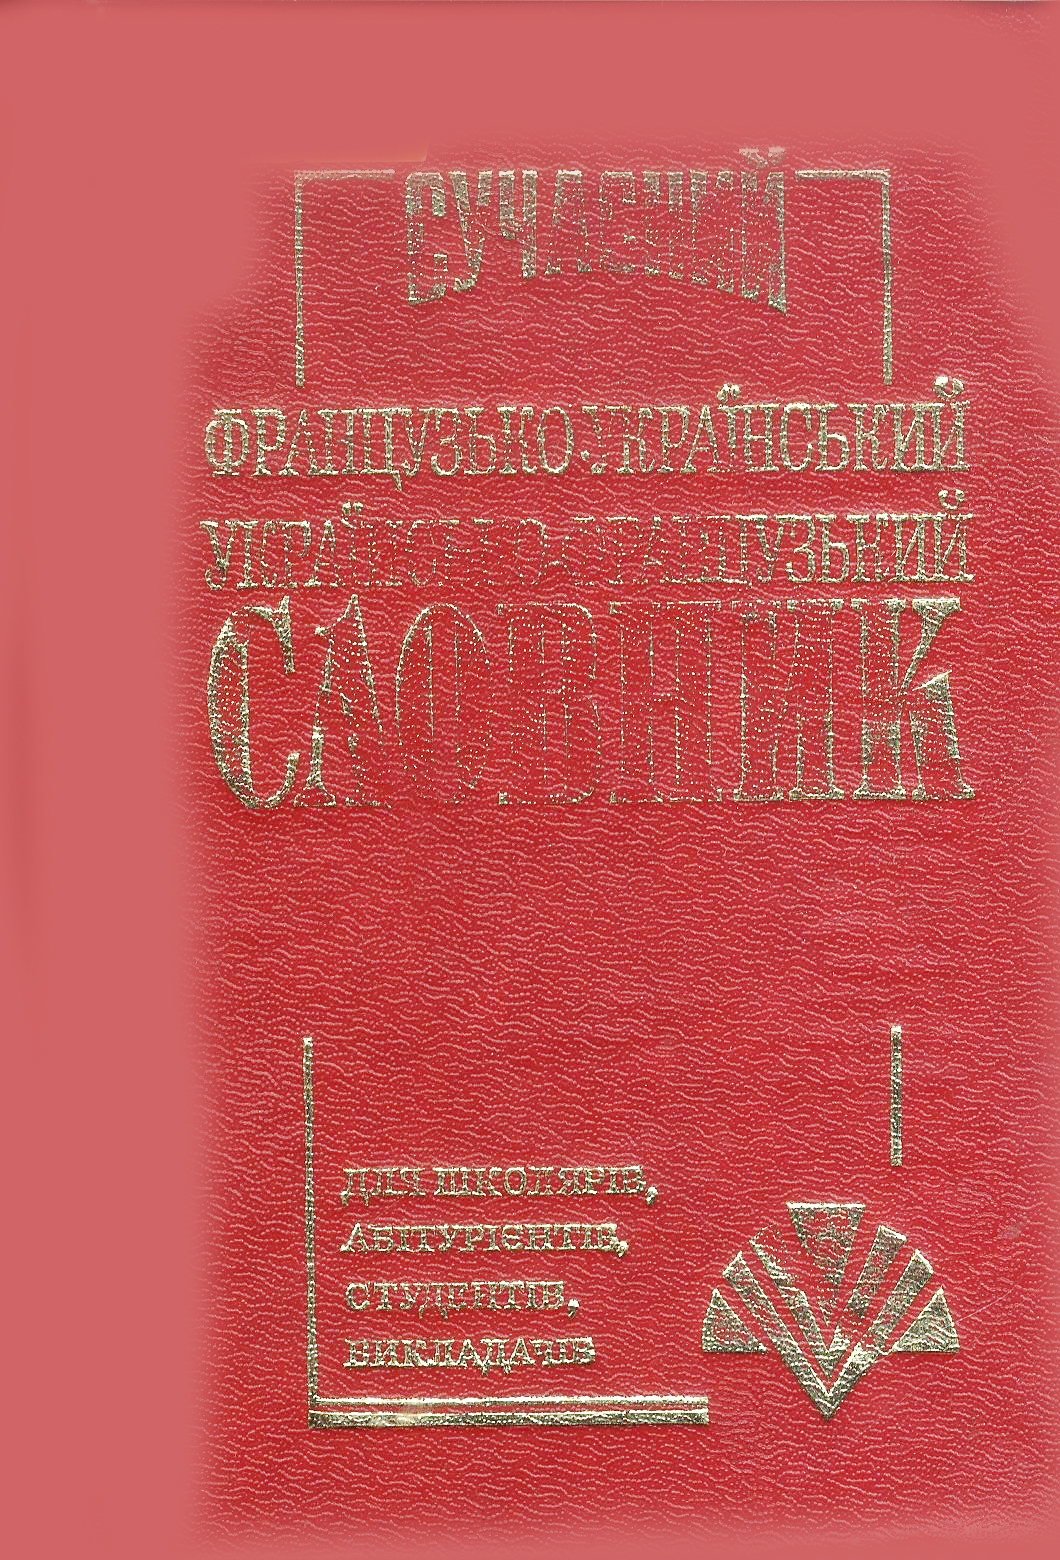 СУЧАСНИЙ
ФРАНЦУЗЬКО-УКРАЇНСЬКИЙ
УКРАЇНСЬКО-ФРАНЦУЗЬКИЙ
СЛОВНИК
ДЛЯ ШКОЛЯРІВ,
АБІТУРІЄНТІВ,
СТУДЕНТІВ,
ВИКЛАДАЧІВ